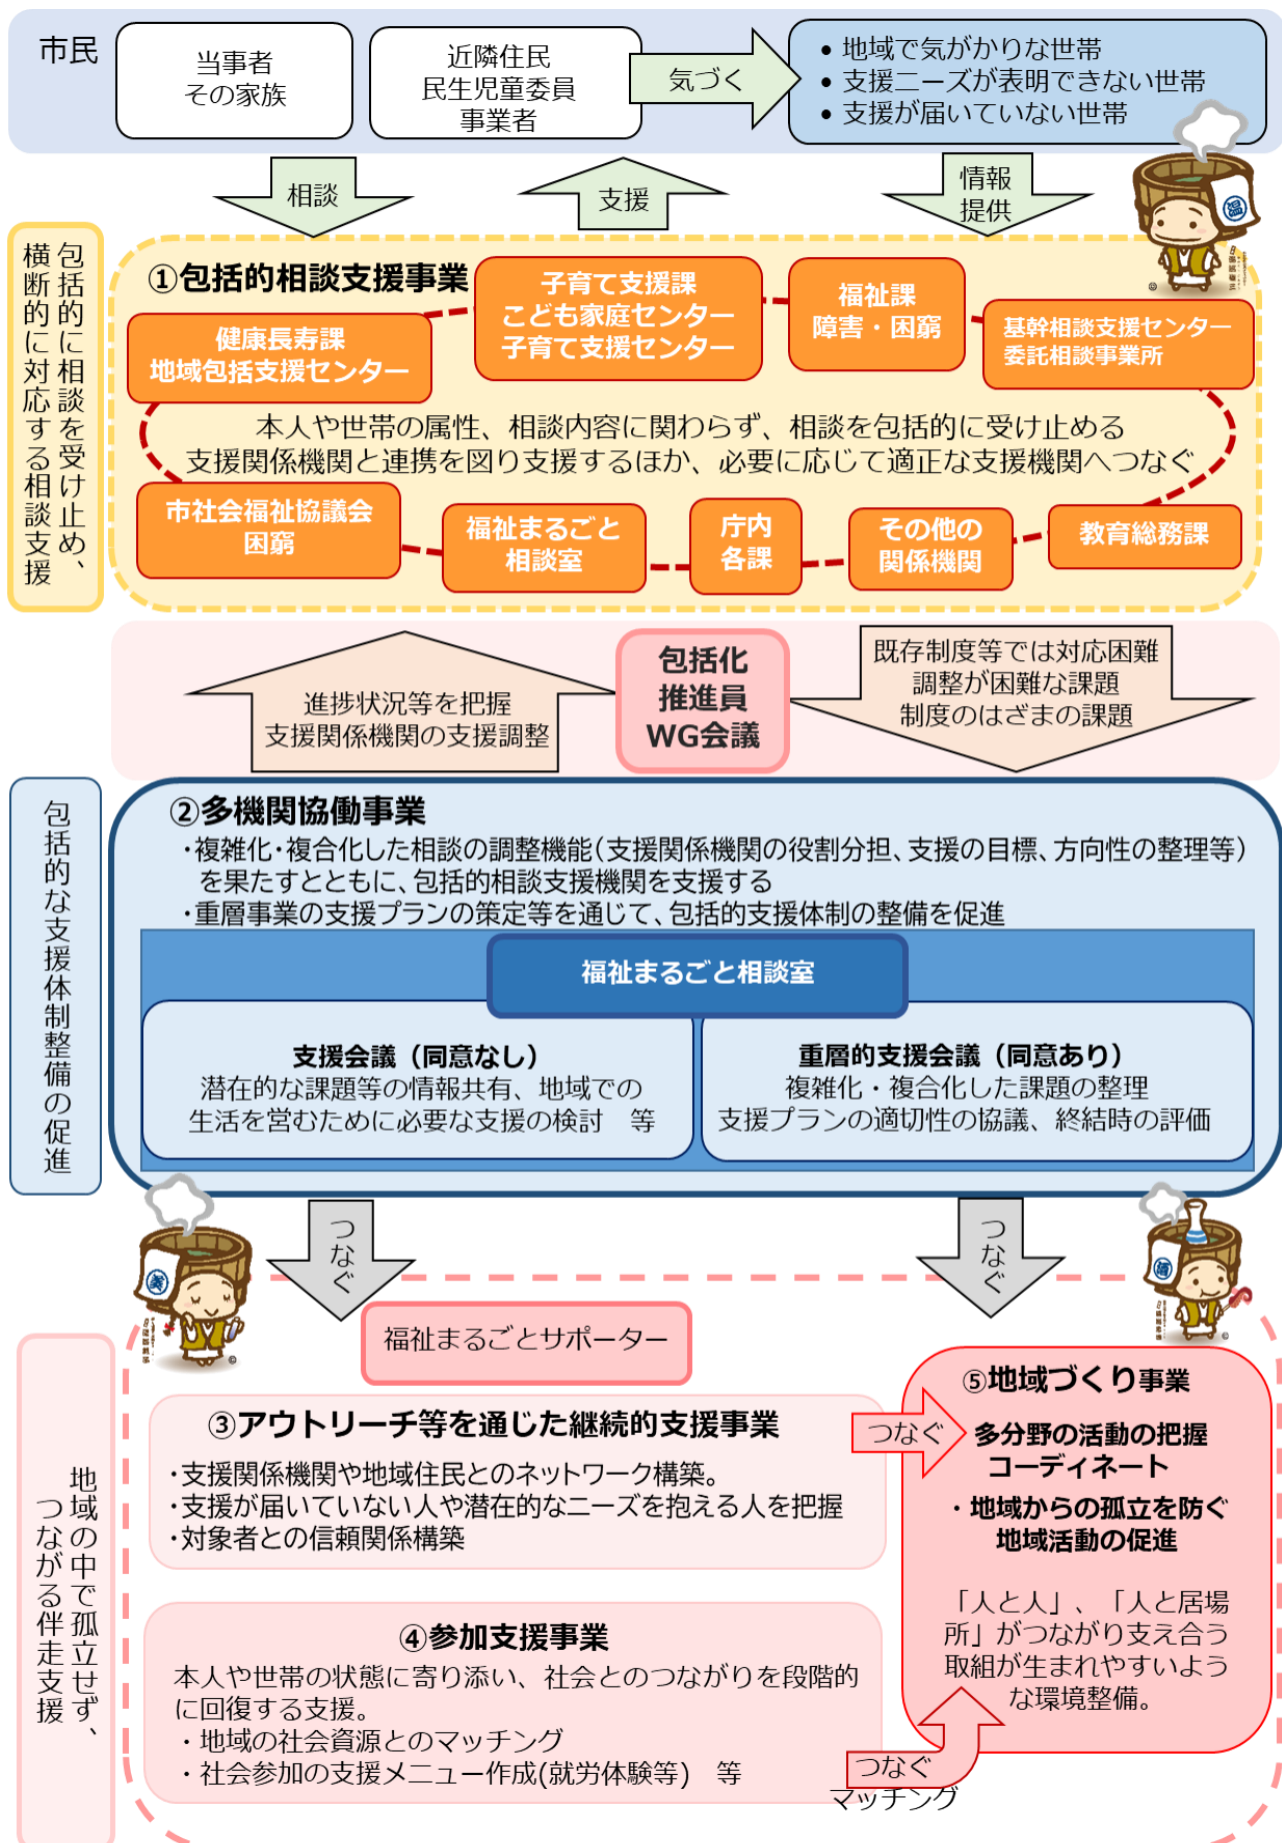 市民
当事者
その家族
近隣住民
民生児童委員
事業者
気づく
• 地域で気がかりな世帯
• 支援ニーズが表明できない世帯
• 支援が届いていない世帯
相談
支援
情報
提供
温
包括的に相談を受け止め、
横断的に対応する相談支援
①包括的相談支援事業
健康長寿課
地域包括支援センター
子育て支援課
こども家庭センター
子育て支援センター
福祉課
障害・困窮
基幹相談支援センター
委託相談事業所
本人や世帯の属性、相談内容に関わらず、相談を包括的に受け止める
支援関係機関と連携を図り支援するほか、必要に応じて適正な支援機関へつなぐ
市社会福祉協議会
困窮
福祉まるごと
相談室
庁内
各課
その他の
関係機関
教育総務課
進捗状況等を把握
支援関係機関の支援調整
包括化
推進員
WG会議
既存制度等では対応困難
調整が困難な課題
制度のはざまの課題
包括的な支援体制整備の促進
②多機関協働事業
・複雑化・複合化した相談の調整機能（支援関係機関の役割分担、支援の目標、方向性の整理等）
を果たすとともに、包括的相談支援機関を支援する
・重層事業の支援プランの策定等を通じて、包括的支援体制の整備を促進
福祉まるごと相談室
支援会議（同意なし）
潜在的な課題等の情報共有、地域での
生活を営むために必要な支援の検討　等
重層的支援会議（同意あり）
複雑化・複合化した課題の整理
支援プランの適切性の協議、終結時の評価
つなぐ
つなぐ
酒
地域の中で孤立せず、
つながる伴走支援
福祉まるごとサポーター
③アウトリーチ等を通じた継続的支援事業
・支援関係機関や地域住民とのネットワーク構築。
・支援が届いていない人や潜在的なニーズを抱える人を把握
・対象者との信頼関係構築
つなぐ
④参加支援事業
本人や世帯の状態に寄り添い、社会とのつながりを段階的
に回復する支援。
・地域の社会資源とのマッチング
・社会参加の支援メニュー作成(就労体験等)　等
つなぐ
マッチング
⑤地域づくり事業
多分野の活動の把握
コーディネート
・地域からの孤立を防ぐ
地域活動の促進
「人と人」、「人と居場
所」がつながり支え合う
取組が生まれやすいよう
な環境整備。